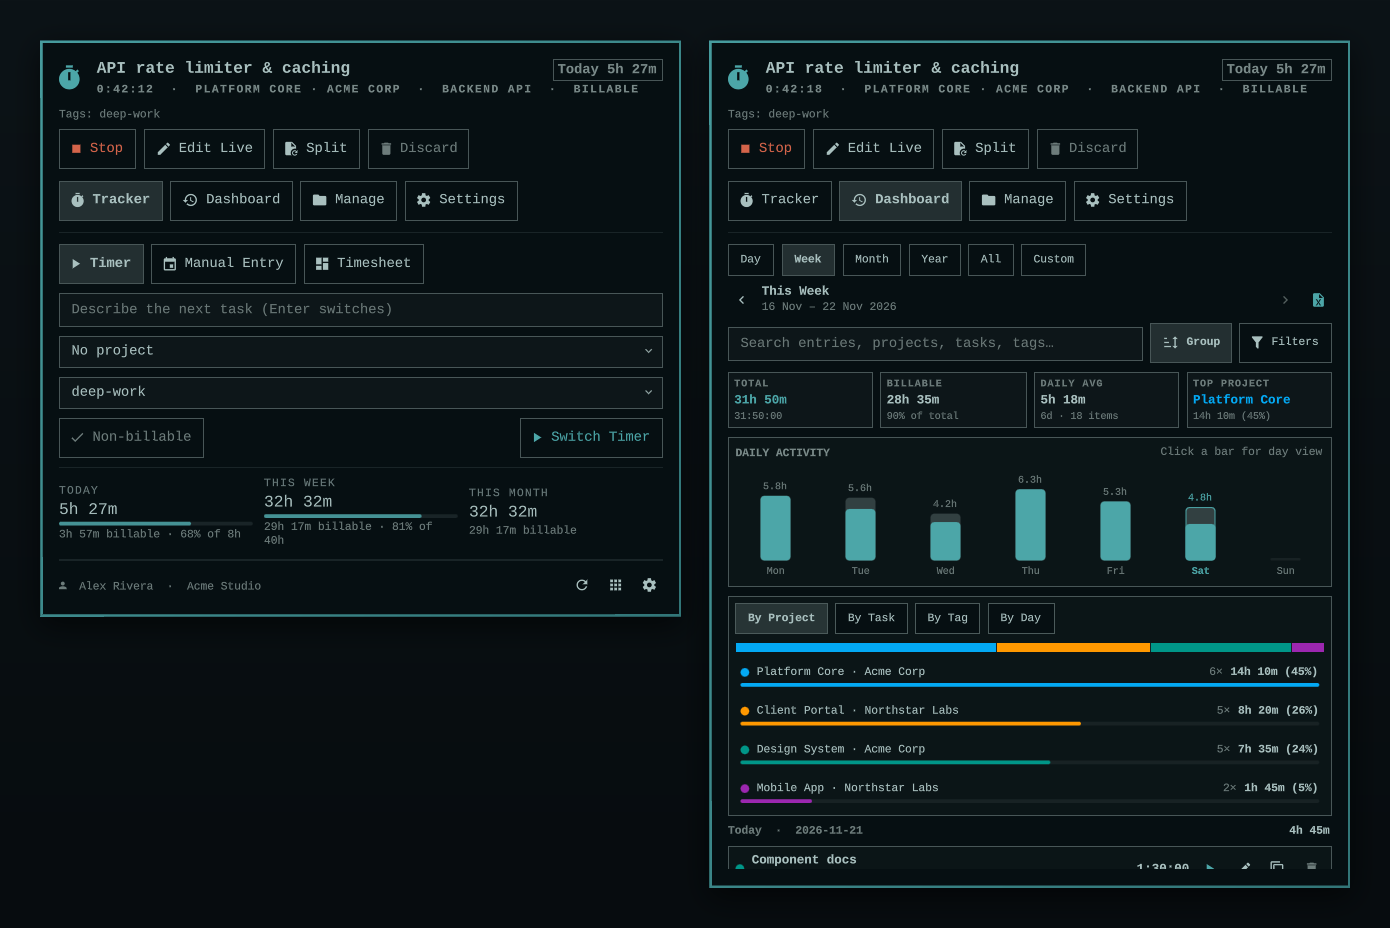 API rate limiter & caching
Today 5h 27m
0:42:12 · PLATFORM CORE · ACME CORP · BACKEND API · BILLABLE
Tags: deep-work
Stop
Edit Live
Split
Discard
Tracker
Dashboard
Manage
Settings
Timer
Manual Entry
Timesheet
Describe the next task (Enter switches)
No project
deep-work
Non-billable
Switch Timer
TODAY
5h 27m
3h 57m billable · 68% of 8h
THIS WEEK
32h 32m
29h 17m billable · 81% of
40h
THIS MONTH
32h 32m
29h 17m billable
Alex Rivera · Acme Studio
API rate limiter & caching
Today 5h 27m
0:42:18 · PLATFORM CORE · ACME CORP · BACKEND API · BILLABLE
Tags: deep-work
Stop
Edit Live
Split
Discard
Tracker
Dashboard
Manage
Settings
Day
Week
Month
Year
All
Custom
This Week
16 Nov – 22 Nov 2026
Search entries, projects, tasks, tags…
Group
Filters
TOTAL
31h 50m
31:50:00
BILLABLE
28h 35m
90% of total
DAILY AVG
5h 18m
6d · 18 items
TOP PROJECT
Platform Core
14h 10m (45%)
DAILY ACTIVITY
Click a bar for day view
5.8h
5.6h
4.2h
6.3h
5.3h
4.8h
Mon
Tue
Wed
Thu
Fri
Sat
Sun
By Project
By Task
By Tag
By Day
Platform Core · Acme Corp
6× 14h 10m (45%)
Client Portal · Northstar Labs
5× 8h 20m (26%)
Design System · Acme Corp
5× 7h 35m (24%)
Mobile App · Northstar Labs
2× 1h 45m (5%)
Today · 2026-11-21
4h 45m
Component docs
1:30:00